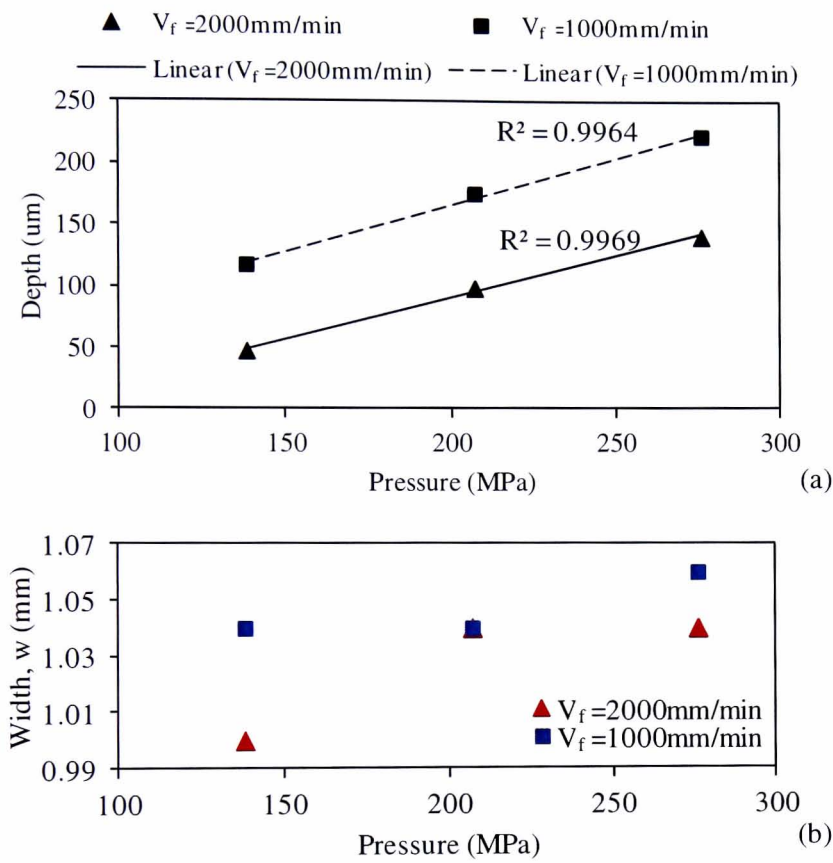 V_f =2000mm/min V_f =1000mm/min
Linear (V_f =2000mm/min) Linear (V_f =1000mm/min)
250
200
150
100
50
0
Depth (um)
R² = 0.9964
R² = 0.9969
100 150 200 250 300
Pressure (MPa)
(a)
1.07
1.05
1.03
1.01
0.99
Width, w (mm)
V_f =2000mm/min
V_f =1000mm/min
100 150 200 250 300
Pressure (MPa)
(b)